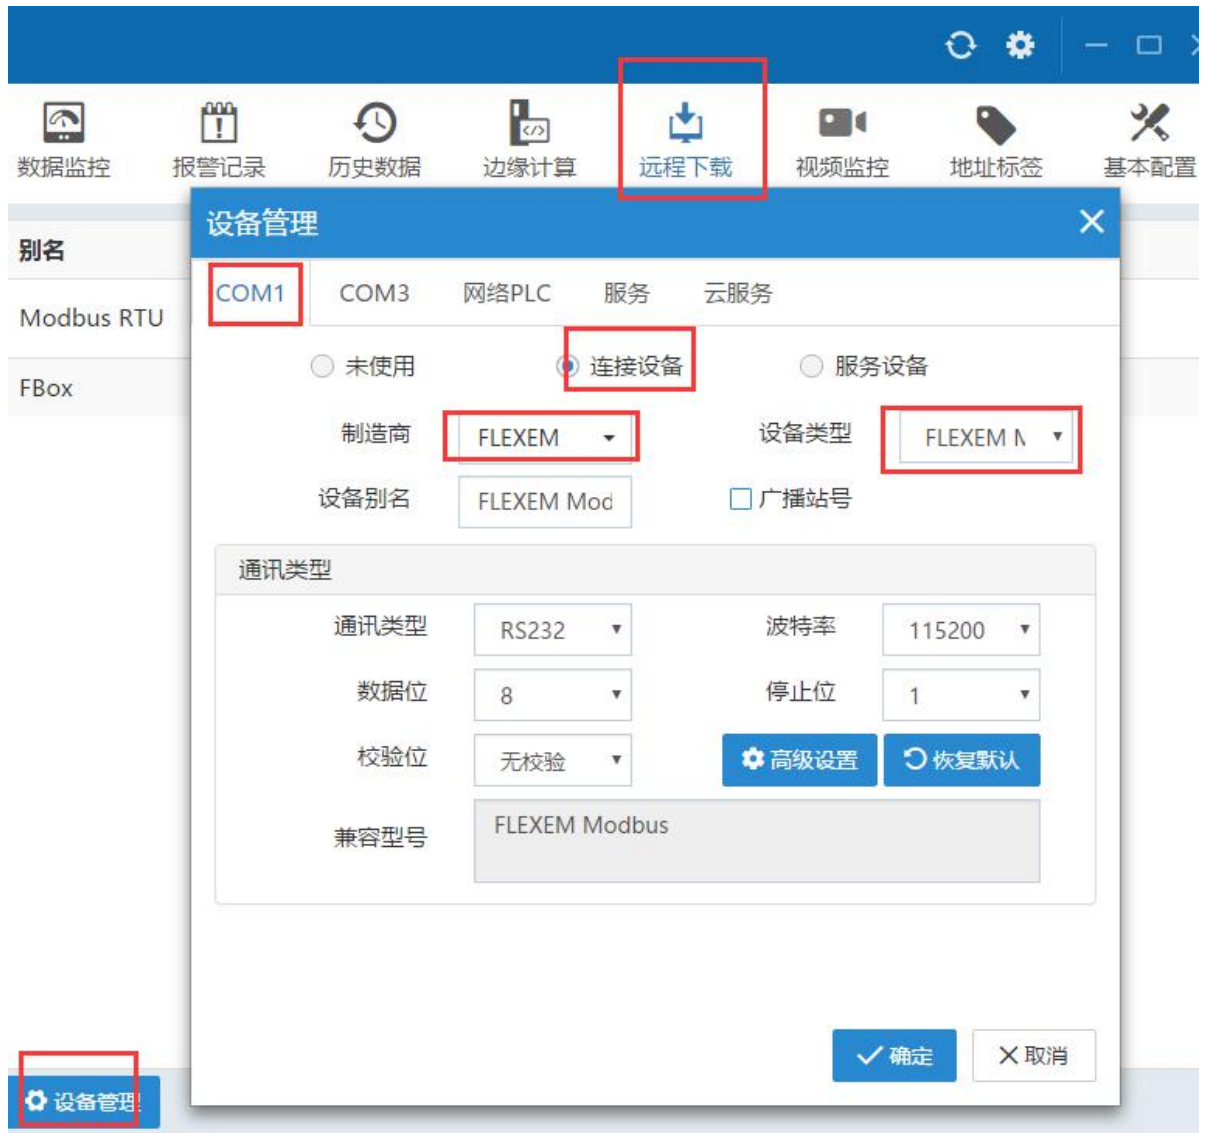 数据监控 报警记录 历史数据 边缘计算 远程下载 视频监控 地址标签 基本配置
设备管理
别名
COM1 COM3 网络PLC 服务 云服务
Modbus RTU
未使用 连接设备 服务设备
FBox
制造商 FLEXEM 设备类型 FLEXEM M
设备别名 FLEXEM Mod 广播站号
通讯类型
通讯类型 RS232 波特率 115200
数据位 8 停止位 1
校验位 无校验 高级设置 恢复默认
兼容型号 FLEXEM Modbus
确定 取消
设备管理